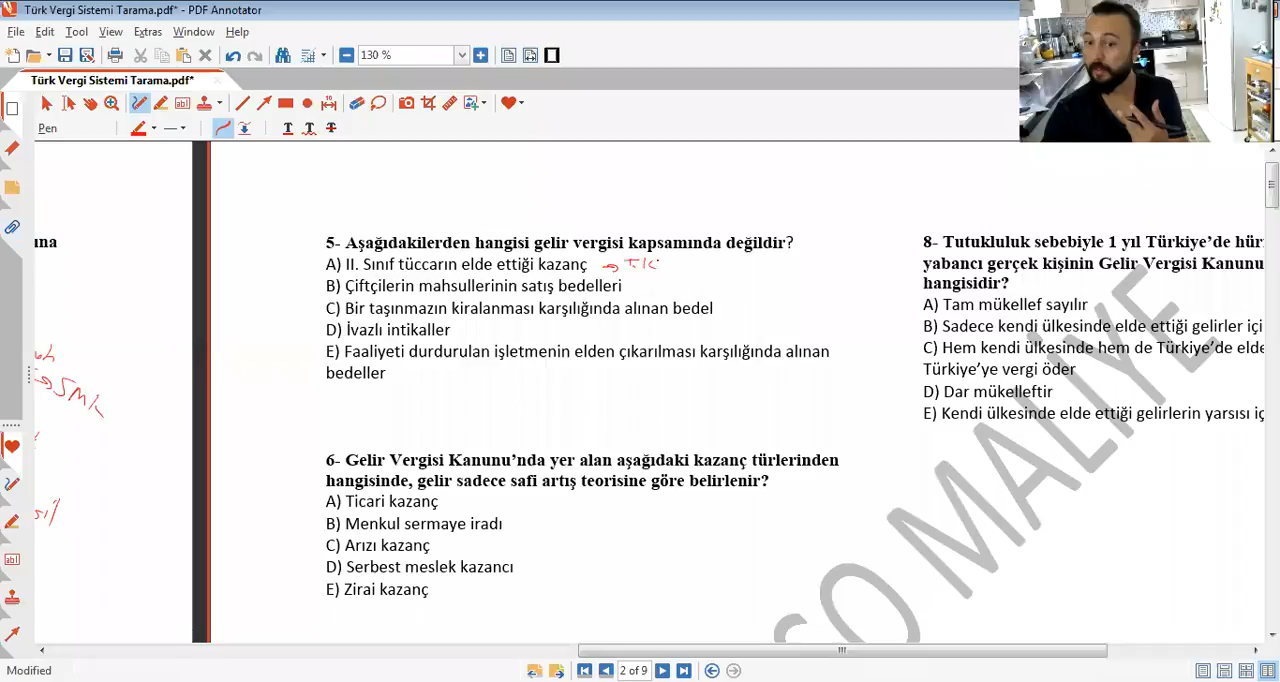 Türk Vergi Sistemi Tarama.pdf* - PDF Annotator
File Edit Tool View Extras Window Help
130 %
Türk Vergi Sistemi Tarama.pdf*
Pen
ına
SMK
5- Aşağıdakilerden hangisi gelir vergisi kapsamında değildir?
A) II. Sınıf tüccarın elde ettiği kazanç → TK
B) Çiftçilerin mahsullerinin satış bedelleri
C) Bir taşınmazın kiralanması karşılığında alınan bedel
D) İvazlı intikaller
E) Faaliyeti durdurulan işletmenin elden çıkarılması karşılığında alınan
bedeller
6- Gelir Vergisi Kanunu’nda yer alan aşağıdaki kazanç türlerinden
hangisinde, gelir sadece safi artış teorisine göre belirlenir?
A) Ticari kazanç
B) Menkul sermaye iradı
C) Arızı kazanç
D) Serbest meslek kazancı
E) Zirai kazanç
8- Tutukluluk sebebiyle 1 yıl Türkiye’de hür
yabancı gerçek kişinin Gelir Vergisi Kanunu
hangisidir?
A) Tam mükellef sayılır
B) Sadece kendi ülkesinde elde ettiği gelirler içi
C) Hem kendi ülkesinde hem de Türkiye’de elde
Türkiye’ye vergi öder
D) Dar mükelleftir
E) Kendi ülkesinde elde ettiği gelirlerin yarısı iç
SO MALİYE
Modified
2 of 9